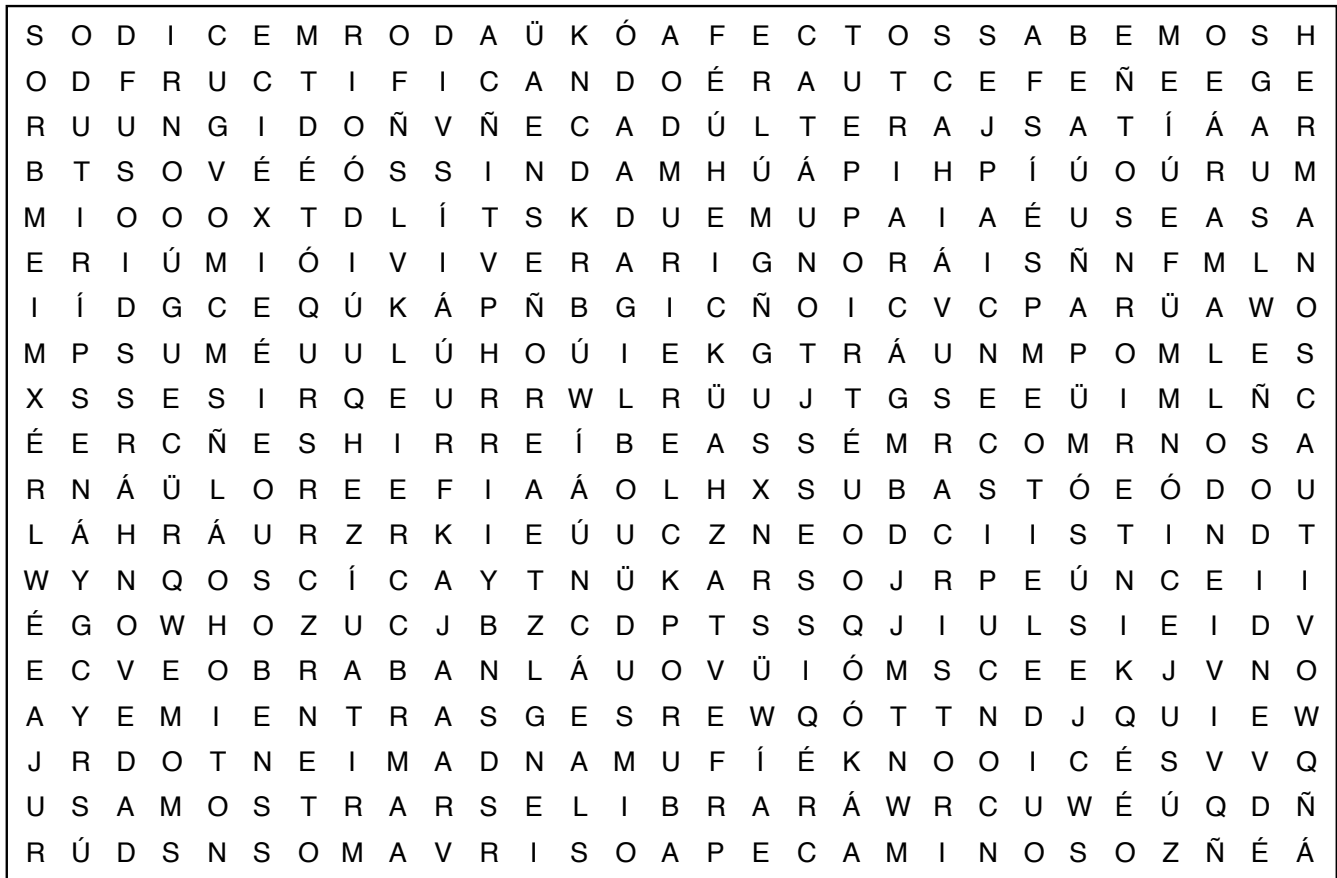 S O D I C E M R O D A Ü K Ó A F E C T O S S A B E M O S H
O D F R U C T I F I C A N D O É R A U T C E F E Ñ E E G E
R U U N G I D O Ñ V Ñ E C A D Ú L T E R A J S A T Í Á A R
B T S O V É É Ó S S I N D A M H Ú Á P I H P Í Ú O Ú R U M
M I O O O X T D L Í T S K D U E M U P A I A É U S E A S A
E R I Ú M I Ó I V I V E R A R I G N O R Á I S Ñ N F M L N
I Í D G C E Q Ú K Á P Ñ B G I C Ñ O I C V C P A R Ü A W O
M P S U M É U U L Ú H O Ú I E K G T R Á U N M P O M L E S
X S S E S I R Q E U R R W L R Ü U J T G S E E Ü I M L Ñ C
É E R C Ñ E S H I R R E Í B E A S S É M R C O M R N O S A
R N Á Ü L O R E E F I A Á O L H X S U B A S T Ó E Ó D O U
L Á H R Á U R Z R K I E Ú U C Z N E O D C I I S T I N D T
W Y N Q O S C Í C A Y T N Ü K A R S O J R P E Ú N C E I I
É G O W H O Z U C J B Z C D P T S S Q J I U L S I E I D V
E C V E O B R A B A N L Á U O V Ü I Ó M S C E E K J V N O
A Y E M I E N T R A S G E S R E W Q Ó T T N D J Q U I E W
J R D O T N E I M A D N A M U F Í É K N O O I C É S V V Q
U S A M O S T R A R S E L I B R A R Á W R C U W É Ú Q D Ñ
R Ú D S N S O M A V R I S O A P E C A M I N O S O Z Ñ É Á